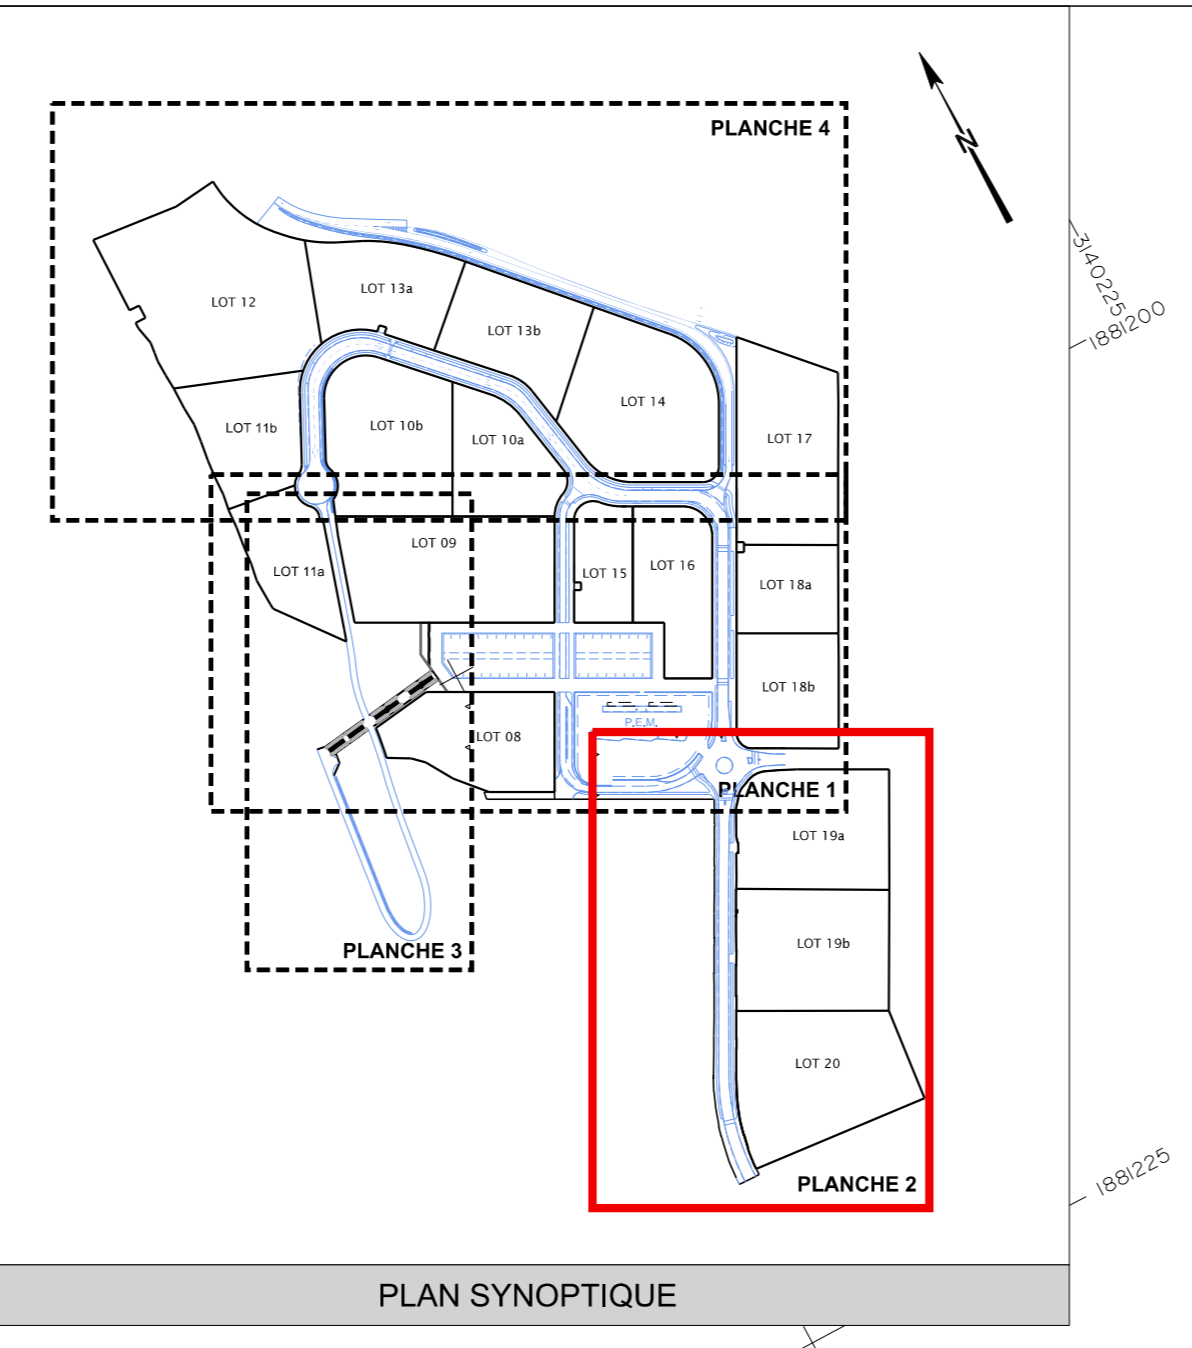 PLANCHE 4
N
3140225
1881200
LOT 12
LOT 13a
LOT 13b
LOT 14
LOT 11b
LOT 10b
LOT 10a
LOT 17
LOT 09
LOT 11a
LOT 15
LOT 16
LOT 18a
LOT 18b
P.E.M.
LOT 08
PLANCHE 1
LOT 19a
LOT 19b
PLANCHE 3
LOT 20
PLANCHE 2
1881225
PLAN SYNOPTIQUE